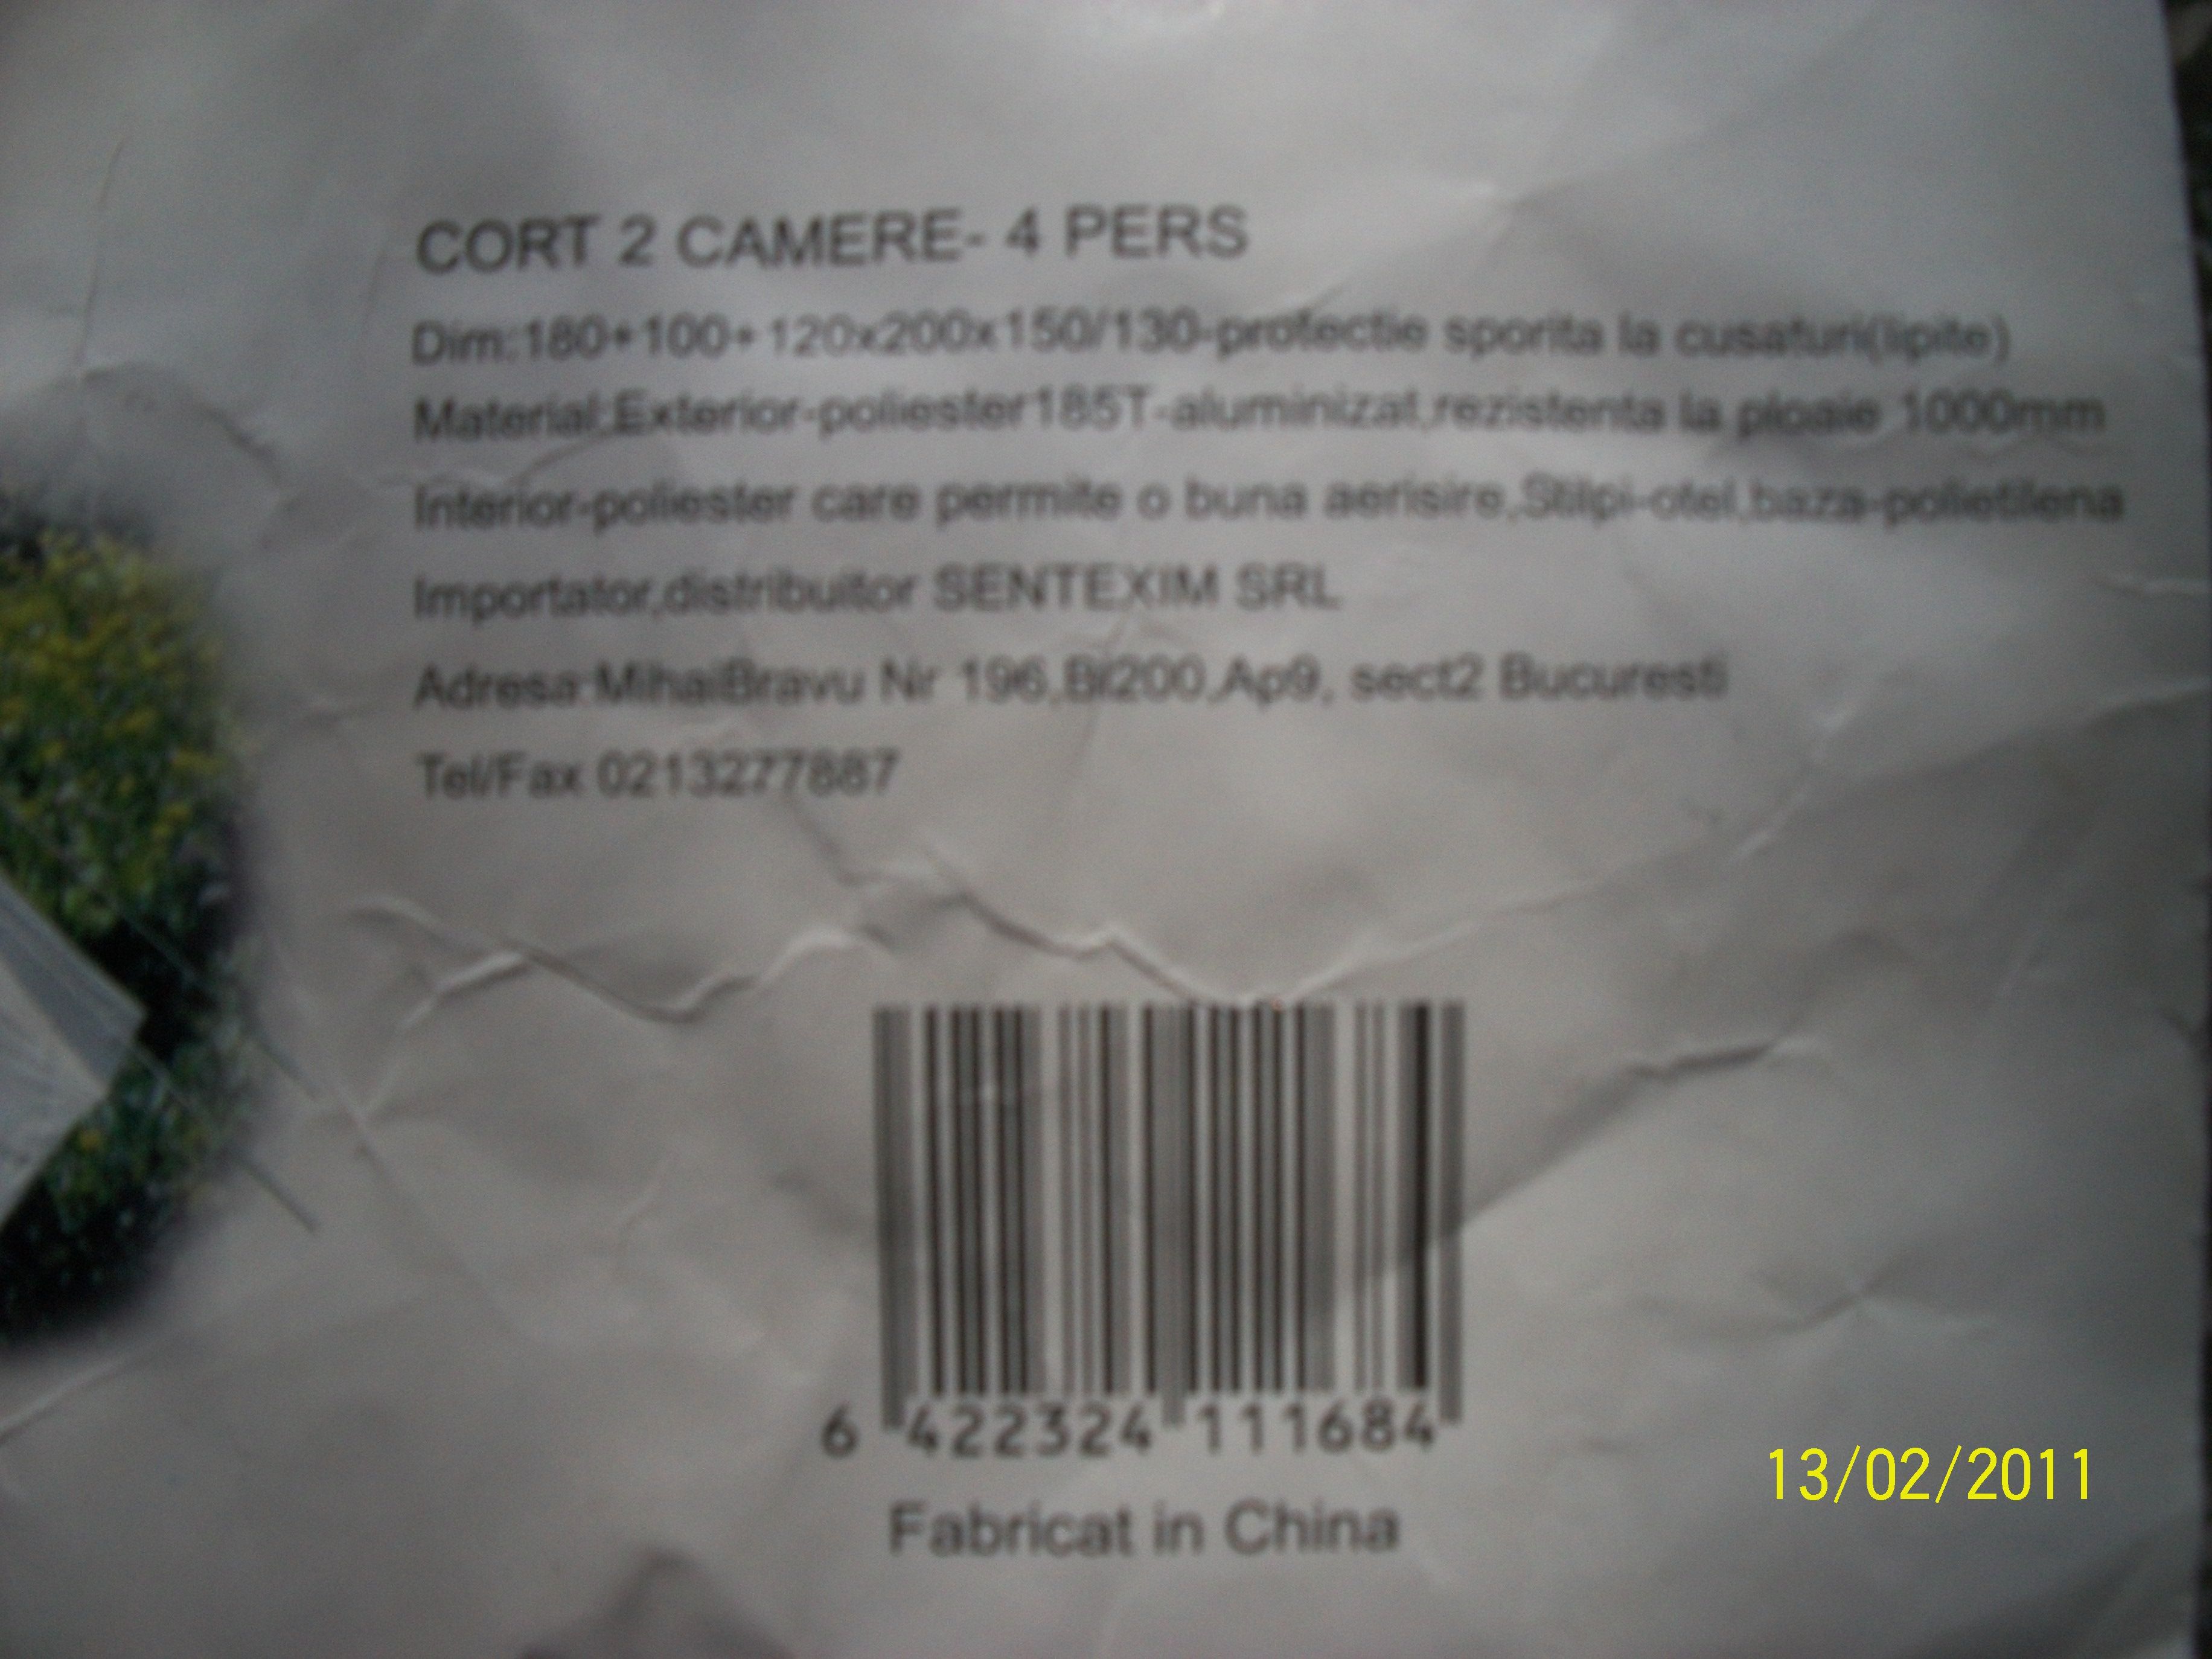 CORT 2 CAMERE- 4 PERS
Dim:180+100+120x200x150/130-protectie sporita la cusaturi(lipite)
Material:Exterior-poliester185T-aluminizat,rezistenta la ploaie 1000mm
Interior-poliester care permite o buna aerisire,Stilpi-otel,baza-polietilena
Importator,distribuitor SENTEXIM SRL
Adresa:MihaiBravu Nr 196,Bl200,Ap9, sect2 Bucuresti
Tel/Fax 0213277887
6 422324 111684
13/02/2011
Fabricat in China